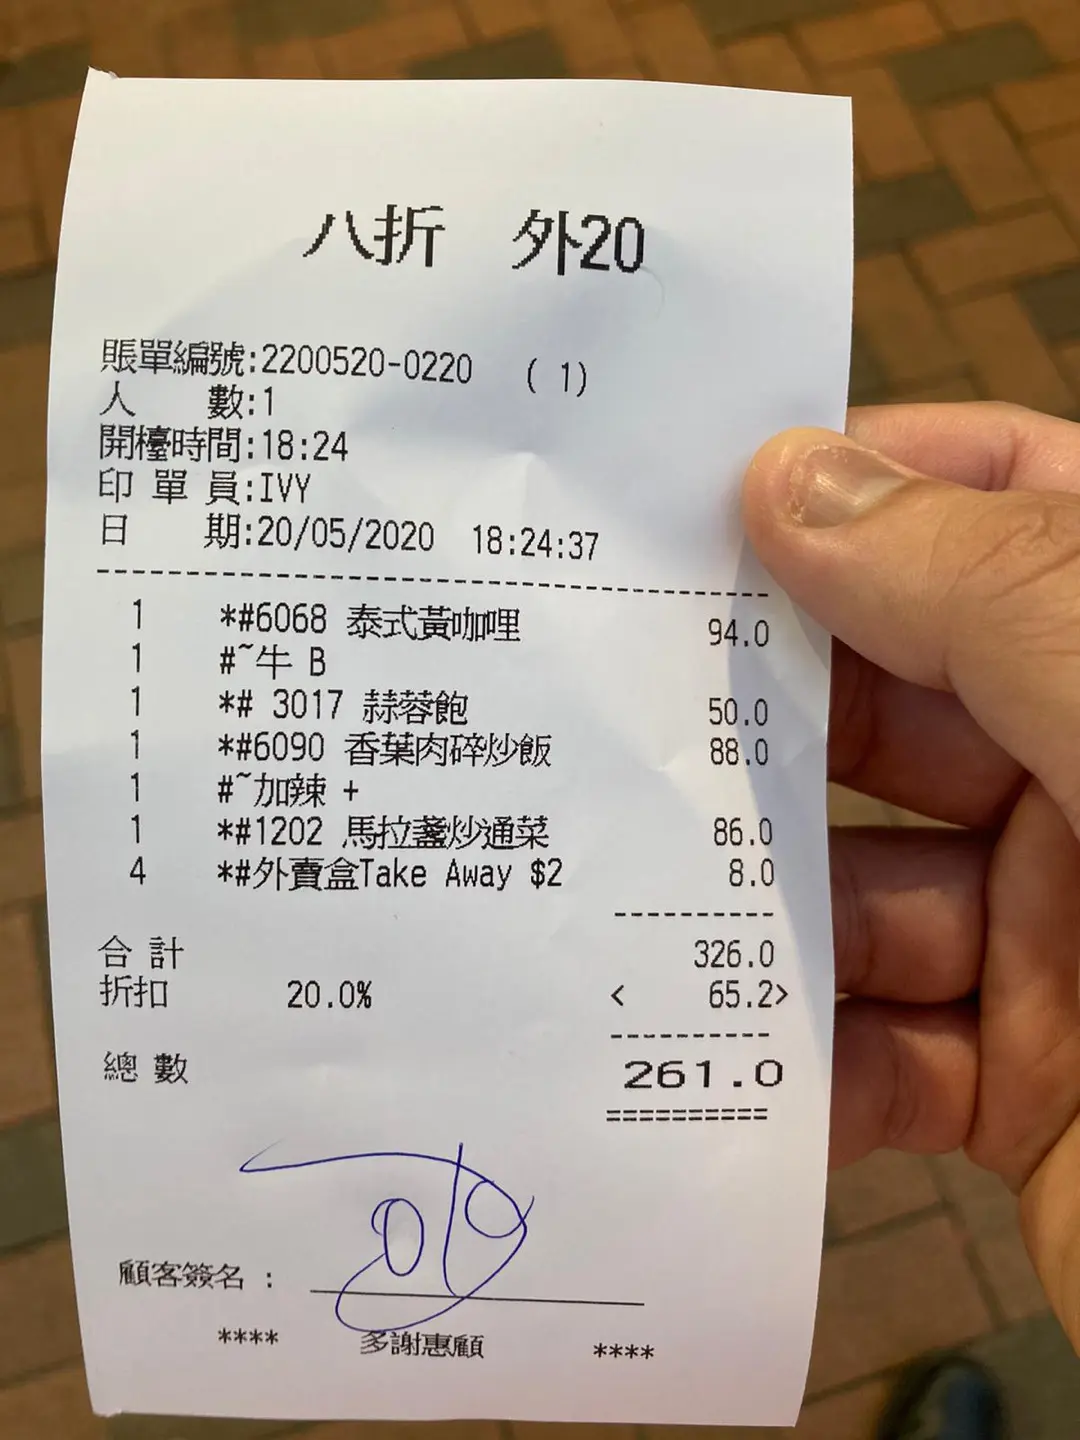 八折 外20
賬單編號:2200520-0220 ( 1)
人 數:1
開檯時間:18:24
印 單 員:IVY
日 期:20/05/2020 18:24:37
1 *#6068 泰式黃咖哩 94.0
1 #~牛 B
1 *# 3017 蒜蓉飽 50.0
1 *#6090 香葉肉碎炒飯 88.0
1 #~加辣 +
1 *#1202 馬拉盞炒通菜 86.0
4 *#外賣盒Take Away $2 8.0
合 計 326.0
折扣 20.0% < 65.2>
總 數 261.0
==========
顧客簽名 :
**** 多謝惠顧 ****